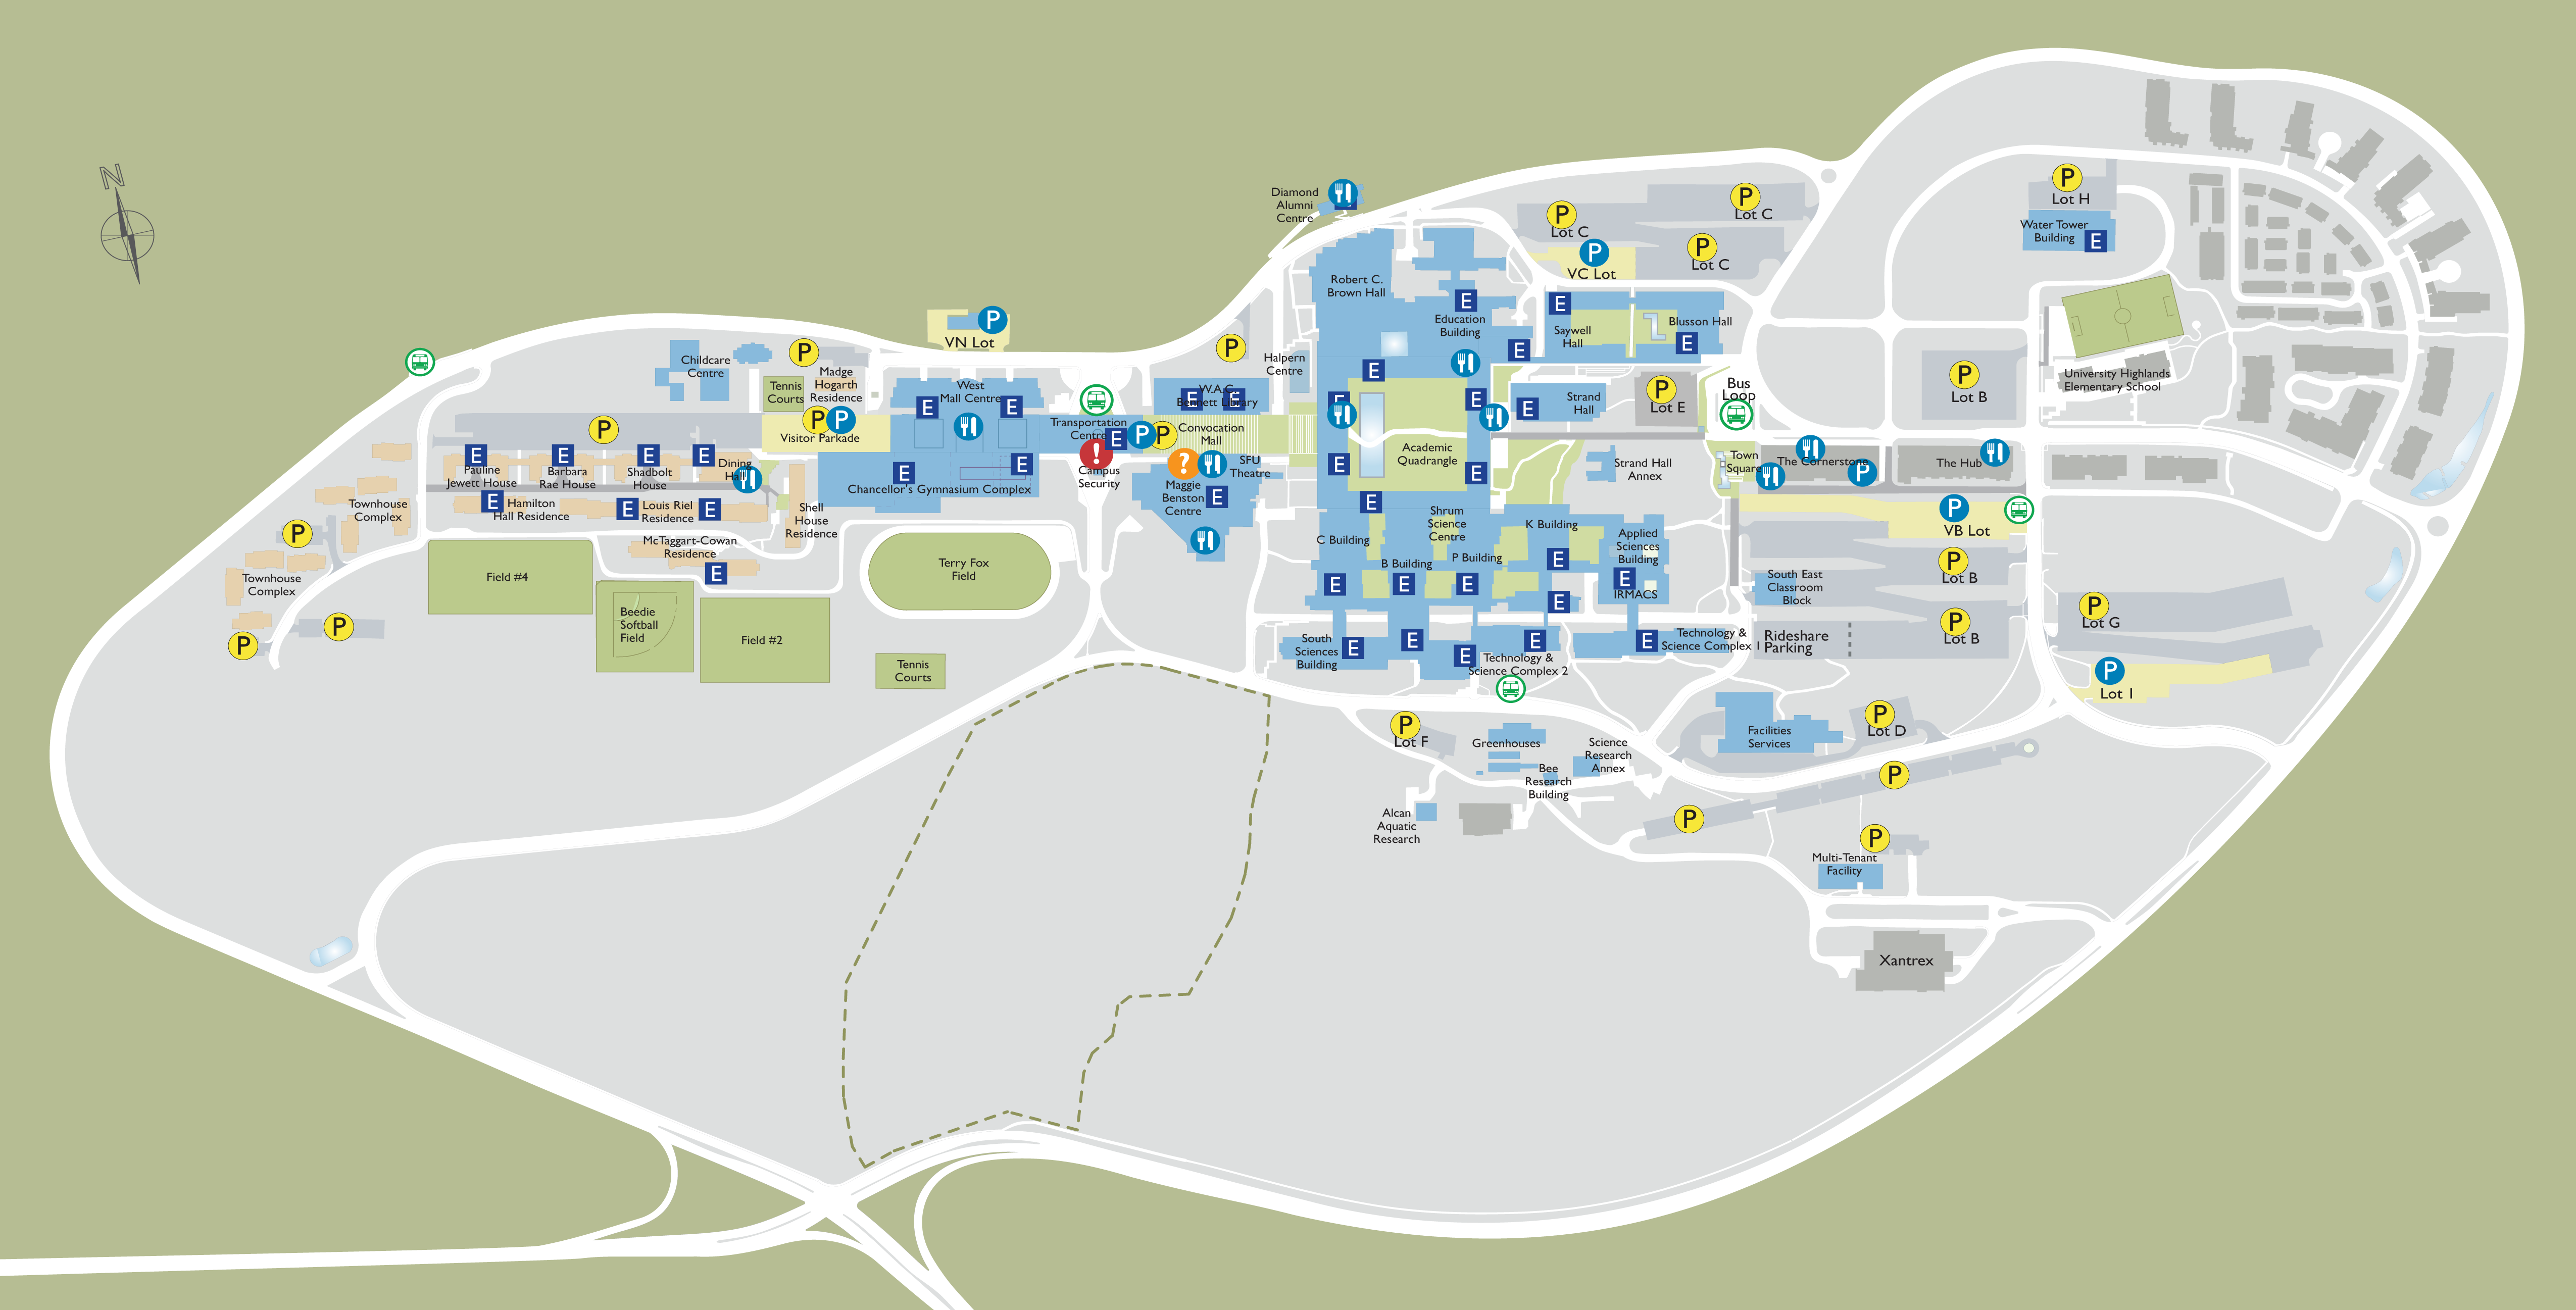 N
Diamond
Alumni
Centre
P
Lot C
P
Lot C
P
Lot C
P
VC Lot
P
Lot H
Water Tower
Building
E
Robert C.
Brown Hall
E
Education
Building
E
Saywell
Hall
Blusson Hall
E
E
P
VN Lot
P
Halpern
Centre
Childcare
Centre
P
Madge
Hogarth
Residence
Tennis
Courts
P
P
Visitor Parkade
West
Mall Centre
E
E
W.A.C.
Bennett Library
E
E
Transportation
Centre
E
P
P
Convocation
Mall
!
Campus
Security
?
SFU
Theatre
Maggie
Benston
Centre
E
E
E
E
E
E
E
Academic
Quadrangle
E
Strand
Hall
P
Lot E
Bus
Loop
P
Lot B
University Highlands
Elementary School
Strand Hall
Annex
Town
Square
The Cornerstone
P
The Hub
P
VB Lot
P
E
E
E
E
Pauline
Jewett House
Barbara
Rae House
Shadbolt
House
Dining
Hall
E
Hamilton
Hall Residence
E
Louis Riel
Residence
E
Shell
House
Residence
E
E
Chancellor's Gymnasium Complex
McTaggart-Cowan
Residence
E
Townhouse
Complex
P
Townhouse
Complex
P
P
Field #4
Beedie
Softball
Field
Field #2
Terry Fox
Field
Tennis
Courts
Shrum
Science
Centre
C Building
B Building
P Building
K Building
E
E
E
E
E
Applied
Sciences
Building
E
IRMACS
South
Sciences
Building
E
E
E
E
Technology &
Science Complex 2
E
Technology &
Science Complex 1
South East
Classroom
Block
Rideshare
Parking
P
Lot B
P
Lot B
P
Lot G
P
Lot 1
P
Lot F
Greenhouses
Science
Research
Annex
Bee
Research
Building
Alcan
Aquatic
Research
Facilities
Services
P
Lot D
P
P
P
Multi-Tenant
Facility
Xantrex